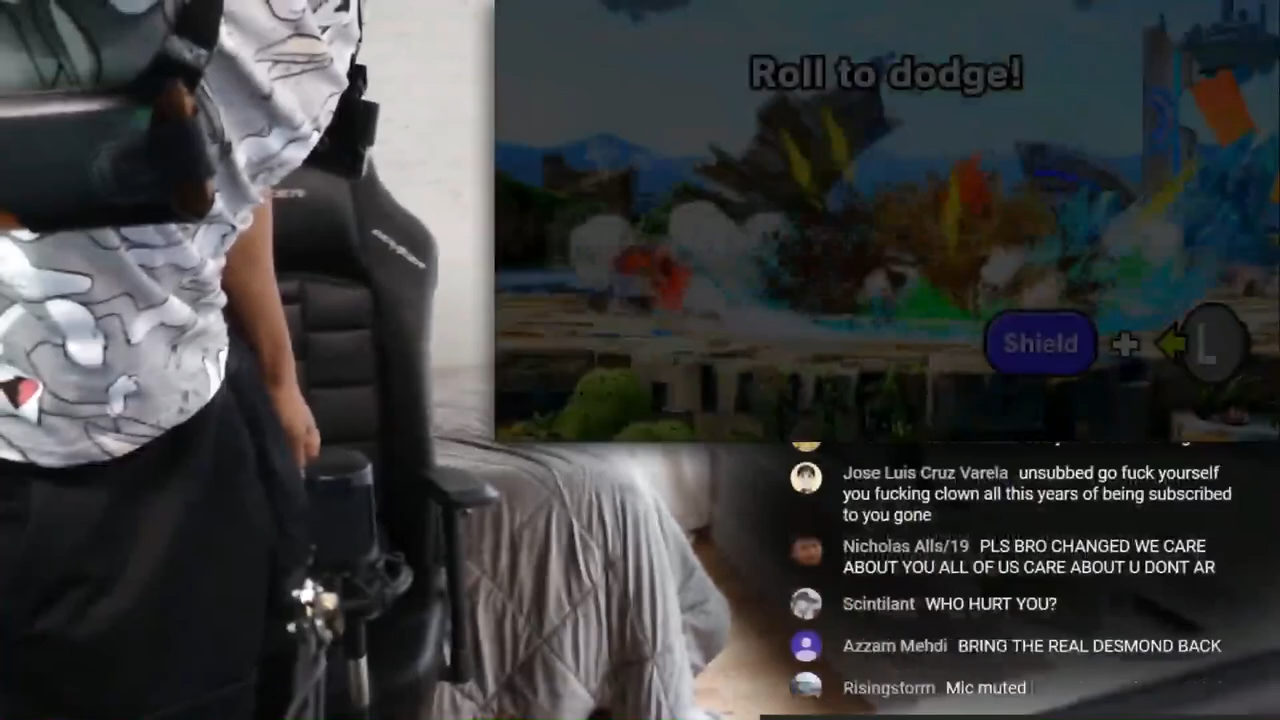 Roll to dodge!
Shield + L
Jose Luis Cruz Varela unsubbed go fuck yourself
you fucking clown all this years of being subscribed
to you gone
Nicholas Alls/19 PLS BRO CHANGED WE CARE
ABOUT YOU ALL OF US CARE ABOUT U DONT AR
Scintilant WHO HURT YOU?
Azzam Mehdi BRING THE REAL DESMOND BACK
Risingstorm Mic muted